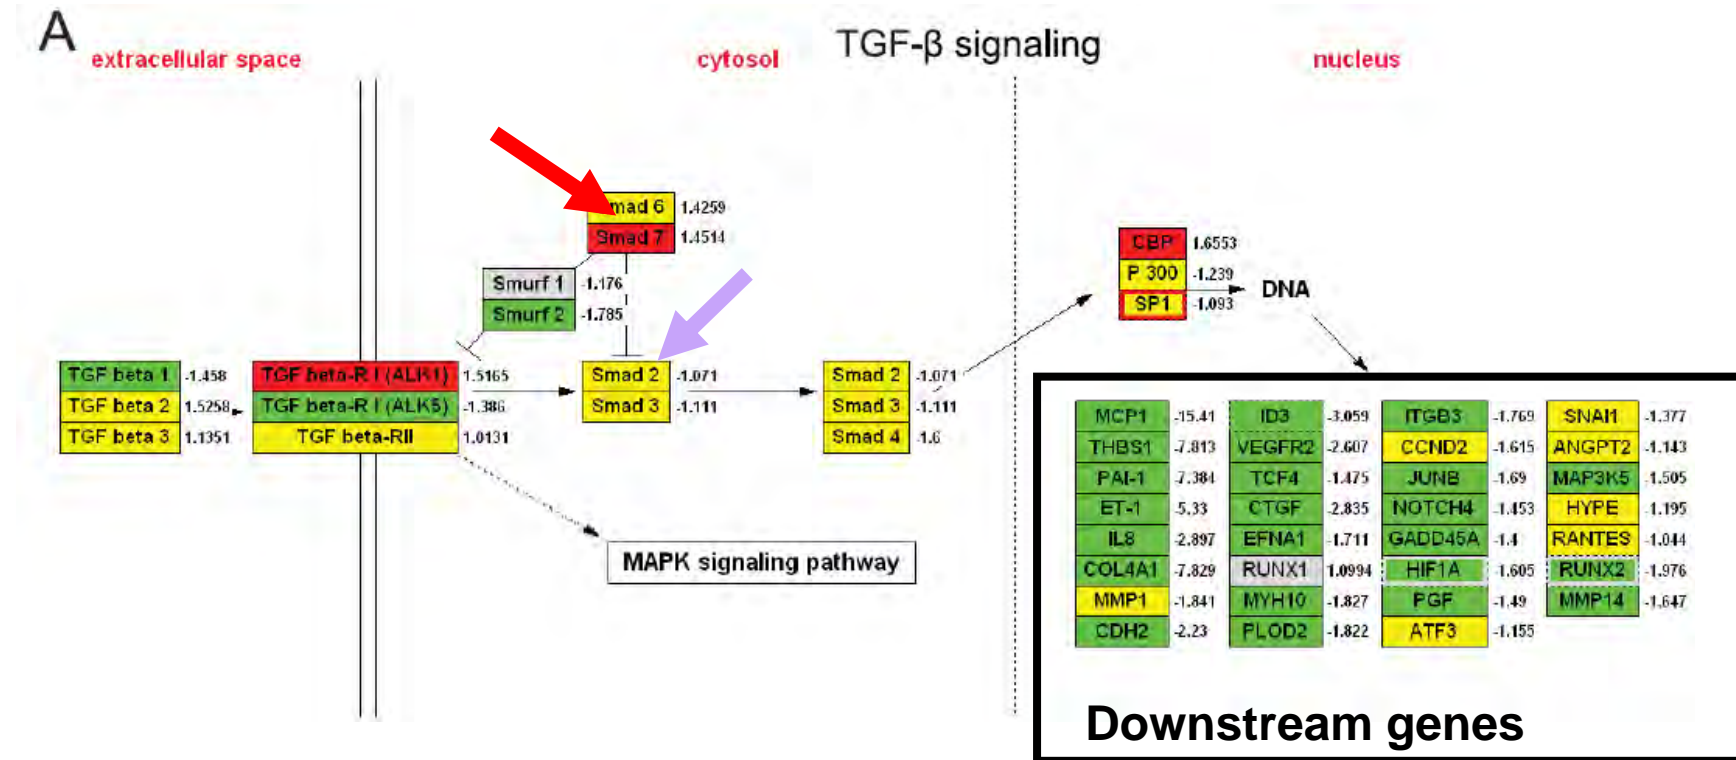 A
TGF-β signaling
extracellular space
cytosol
nucleus
Smad 6 1.4259
Smad 7 1.4514
Smurf 1 -1.176
Smurf 2 -1.785
CBP 1.6553
P 300 -1.239
SP1 -1.093
DNA
TGF beta 1 -1.458
TGF beta 2 1.5258
TGF beta 3 1.1351
TGF beta-R I (ALK1) 1.5165
TGF beta-R I (ALK5) -1.386
TGF beta-RII 1.0131
Smad 2 -1.071
Smad 3 -1.111
Smad 2 -1.071
Smad 3 -1.111
Smad 4 1.6
MAPK signaling pathway
MCP1 -15.41 ID3 -3.059 ITGB3 -1.769 SNAI1 -1.377
THBS1 -7.813 VEGFR2 -2.607 CCND2 -1.615 ANGPT2 -1.143
PAI-1 -7.384 TCF4 -1.475 JUNB -1.69 MAP3K5 -1.505
ET-1 5.33 CTGF -2.835 NOTCH4 -1.453 HYPE -1.195
IL8 -2.897 EFNA1 -1.711 GADD45A -1.4 RANTES -1.044
COL4A1 -7.829 RUNX1 1.0994 HIF1A -1.605 RUNX2 -1.976
MMP1 -1.841 MYH10 -1.827 PGF -1.49 MMP14 -1.647
CDH2 -2.23 PLOD2 -1.822 ATF3 -1.155
Downstream genes